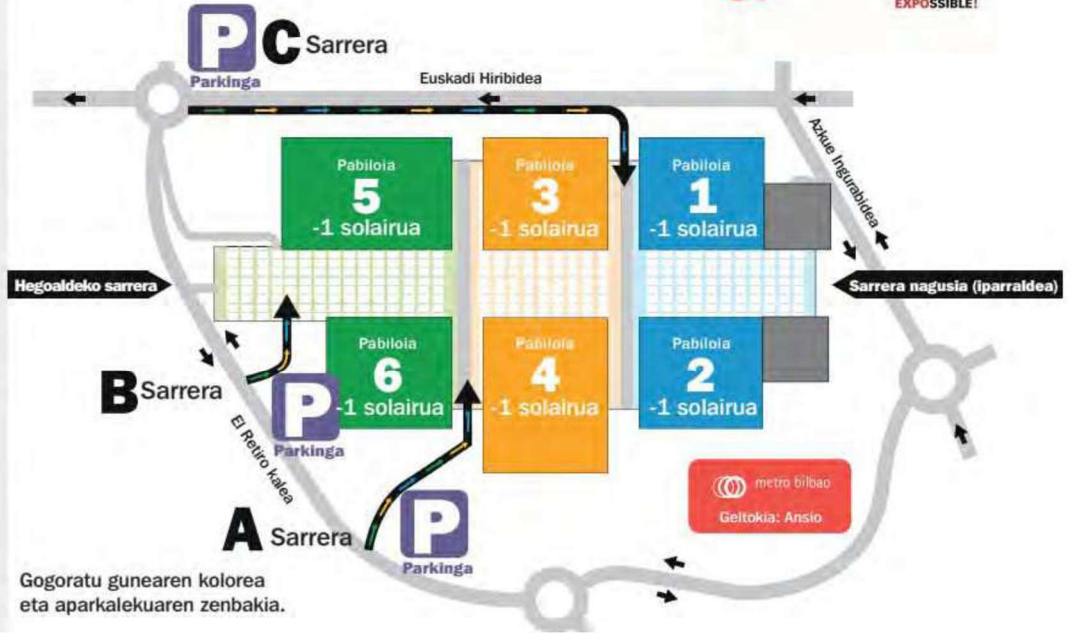 EXPOSSIBLE!
P
Parkinga
C Sarrera
Euskadi Hiribidea
Azkue Ingurabidea
Pabiloia
5
-1 solairua
Pabiloia
3
-1 solairua
Pabiloia
1
-1 solairua
Hegoaldeko sarrera
Sarrera nagusia (iparraldea)
Pabiloia
6
-1 solairua
Pabiloia
4
-1 solairua
Pabiloia
2
-1 solairua
B Sarrera
P
Parkinga
El Retiro kalea
metro bilbao
Geltokia: Ansio
A Sarrera
P
Parkinga
Gogoratu gunearen kolorea
eta aparkalekuaren zenbakia.